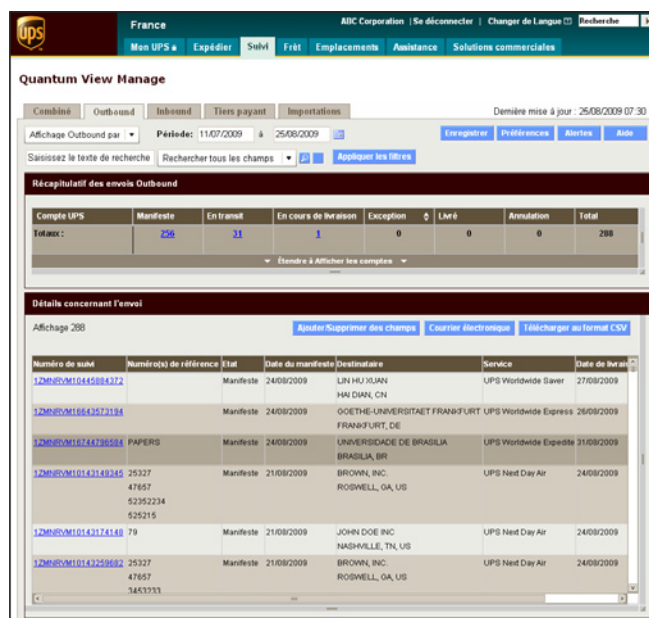 ups
France
ABC Corporation | Se déconnecter | Changer de Langue Recherche
Mon UPS Expédier Suivi Frêt Emplacements Assistance Solutions commerciales
Quantum View Manage
Combiné Outbound Inbound Tiers payant Importations
Dernière mise à jour : 25/08/2009 07:30
Affichage Outbound par Période: 11/07/2009 à 25/08/2009 Enregistrer Préférences Alertes Aide
Saisissez le texte de recherche Rechercher tous les champs Appliquer les filtres
Récapitulatif des envois Outbound
Compte UPS Manifeste En transit En cours de livraison Exception Livré Annulation Total
Totaux : 256 31 1 0 0 0 288
Étendre à Afficher les comptes
Détails concernant l'envoi
Affichage 288 Ajouter/Supprimer des champs Courrier électronique Télécharger au format CSV
Numéro de suivi Numéro(s) de référence Etat Date du manifeste Destinataire Service Date de livrais
1ZMNRVM10445884372 Manifeste 24/08/2009 LIN HU XUAN UPS Worldwide Saver 27/08/2009
HAI DIAN, CN
1ZMNRVM16643573194 Manifeste 24/08/2009 GOETHE-UNIVERSITAET FRANKFURT UPS Worldwide Express 26/08/2009
FRANKFURT, DE
1ZMNRVM16744796584 PAPERS Manifeste 24/08/2009 UNIVERSIDADE DE BRASILIA UPS Worldwide Expedite 31/08/2009
BRASILIA, BR
1ZMNRVM10143149345 25327 Manifeste 21/08/2009 BROWN, INC. UPS Next Day Air 24/08/2009
47657 ROSWELL, GA, US
52352234
525215
1ZMNRVM10143174148 79 Manifeste 21/08/2009 JOHN DOE INC UPS Next Day Air 24/08/2009
NASHVILLE, TN, US
1ZMNRVM10143259682 25327 Manifeste 21/08/2009 BROWN, INC. UPS Next Day Air 24/08/2009
47657 ROSWELL, GA, US
3453233